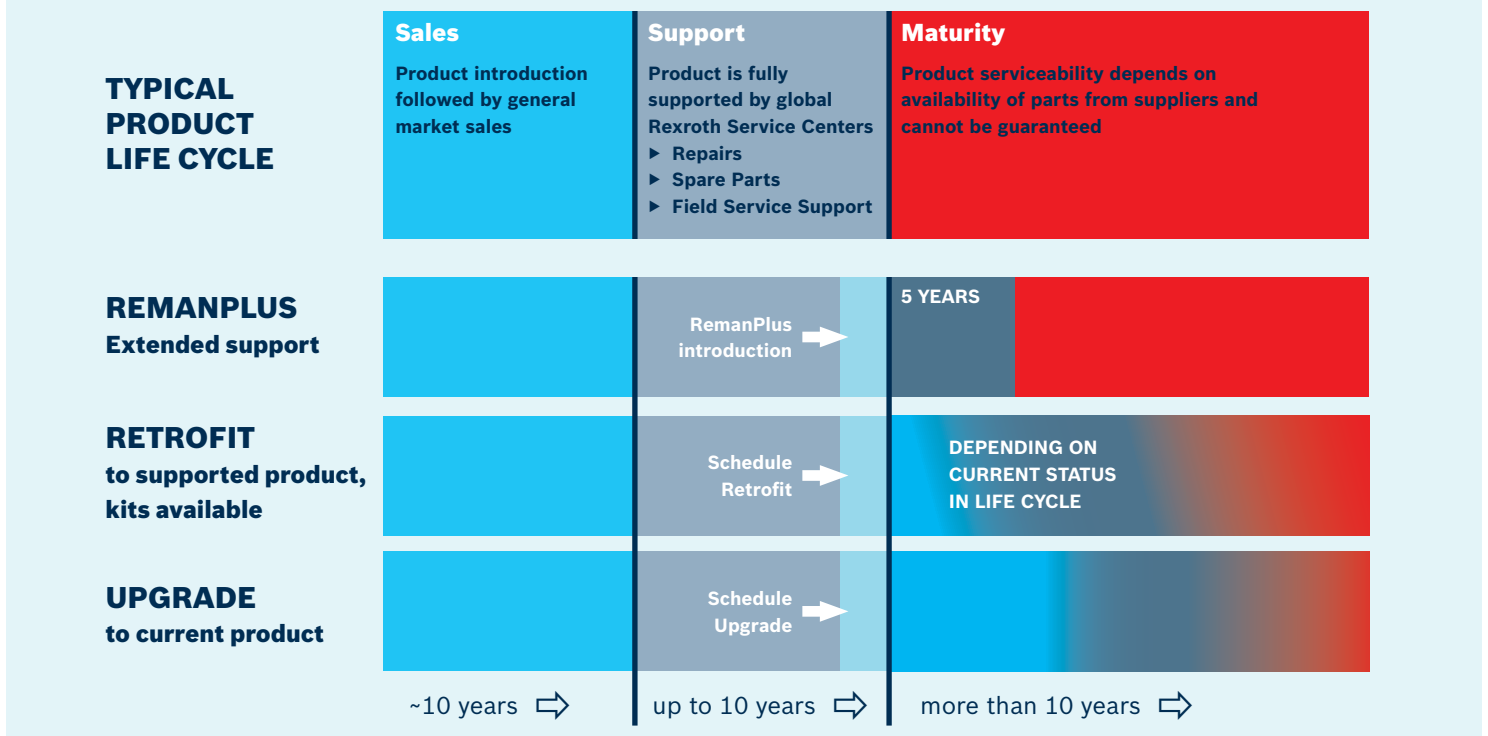 TYPICAL
PRODUCT
LIFE CYCLE
Sales
Product introduction
followed by general
market sales
Support
Product is fully
supported by global
Rexroth Service Centers
▶ Repairs
▶ Spare Parts
▶ Field Service Support
Maturity
Product serviceability depends on
availability of parts from suppliers and
cannot be guaranteed
REMANPLUS
Extended support
RemanPlus
introduction
5 YEARS
RETROFIT
to supported product,
kits available
Schedule
Retrofit
DEPENDING ON
CURRENT STATUS
IN LIFE CYCLE
UPGRADE
to current product
Schedule
Upgrade
~10 years
up to 10 years
more than 10 years